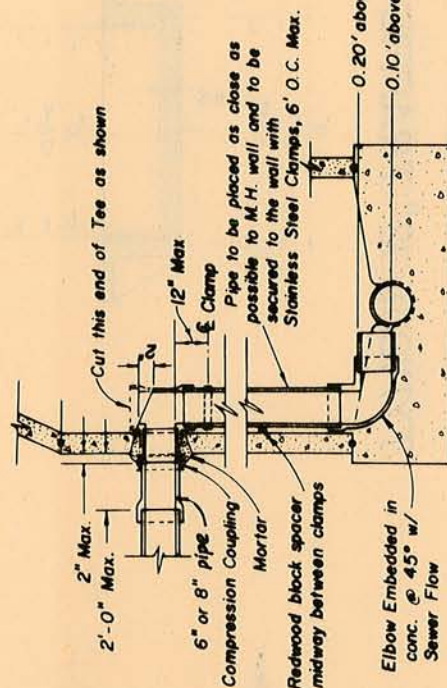 Cut this end of Tee as shown
2" Max.
2'-0" Max.
2"
12" Max
℄ Clamp
6" or 8" pipe
Compression Coupling
Mortar
Pipe to be placed as close as
possible to M.H. wall and to be
secured to the wall with
Stainless Steel Clamps, 6' O.C. Max.
Redwood block spacer
midway between clamps
Elbow Embedded in
conc. @ 45° w/
Sewer Flow
0.20' abov
0.10' above